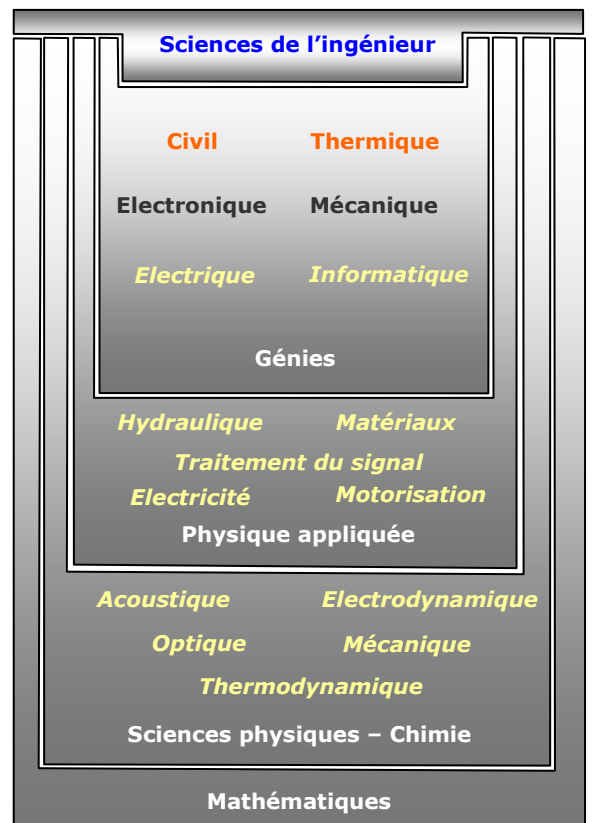 Sciences de l’ingénieur
Civil Thermique
Electronique Mécanique
Electrique Informatique
Génies
Hydraulique Matériaux
Traitement du signal
Electricité Motorisation
Physique appliquée
Acoustique Electrodynamique
Optique Mécanique
Thermodynamique
Sciences physiques – Chimie
Mathématiques